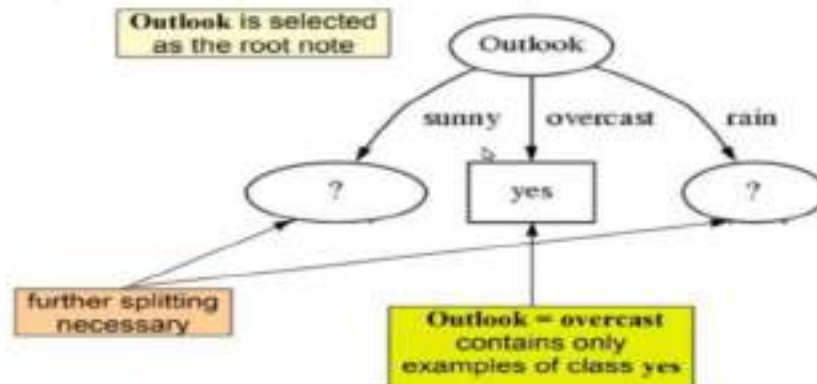 Outlook is selected
as the root note
Outlook
sunny
overcast
rain
?
yes
?
further splitting
necessary
Outlook = overcast
contains only
examples of class yes